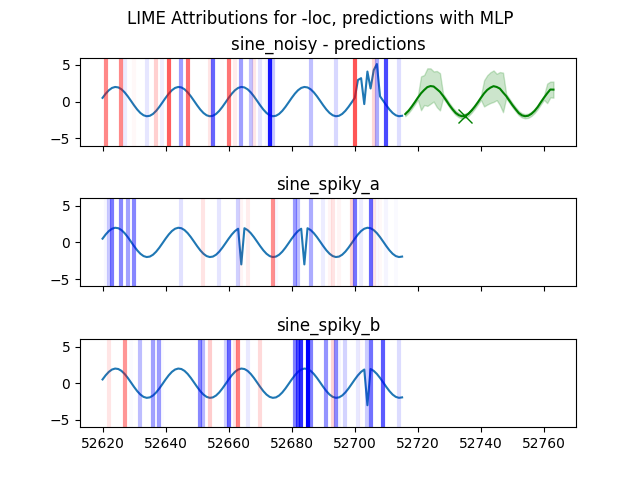 LIME Attributions for -loc, predictions with MLP
sine_noisy - predictions
5
0
−5
sine_spiky_a
5
0
−5
sine_spiky_b
5
0
−5
52620 52640 52660 52680 52700 52720 52740 52760